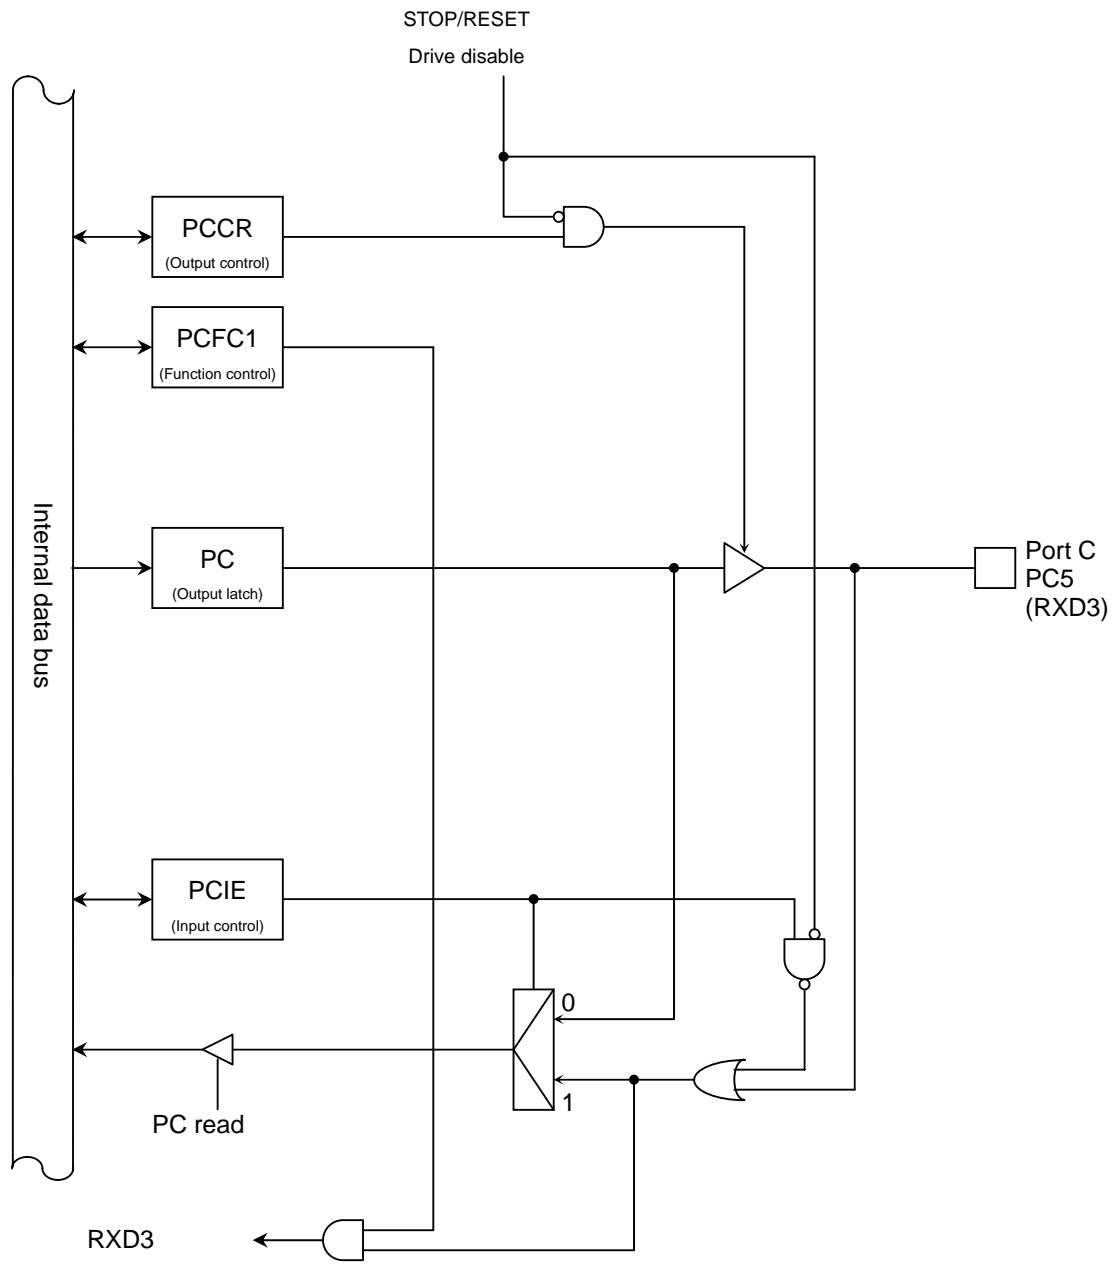 STOP/RESET
Drive disable
PCCR
(Output control)
PCFC1
(Function control)
Internal data bus
PC
(Output latch)
Port C
PC5
(RXD3)
PCIE
(Input control)
0
1
PC read
RXD3